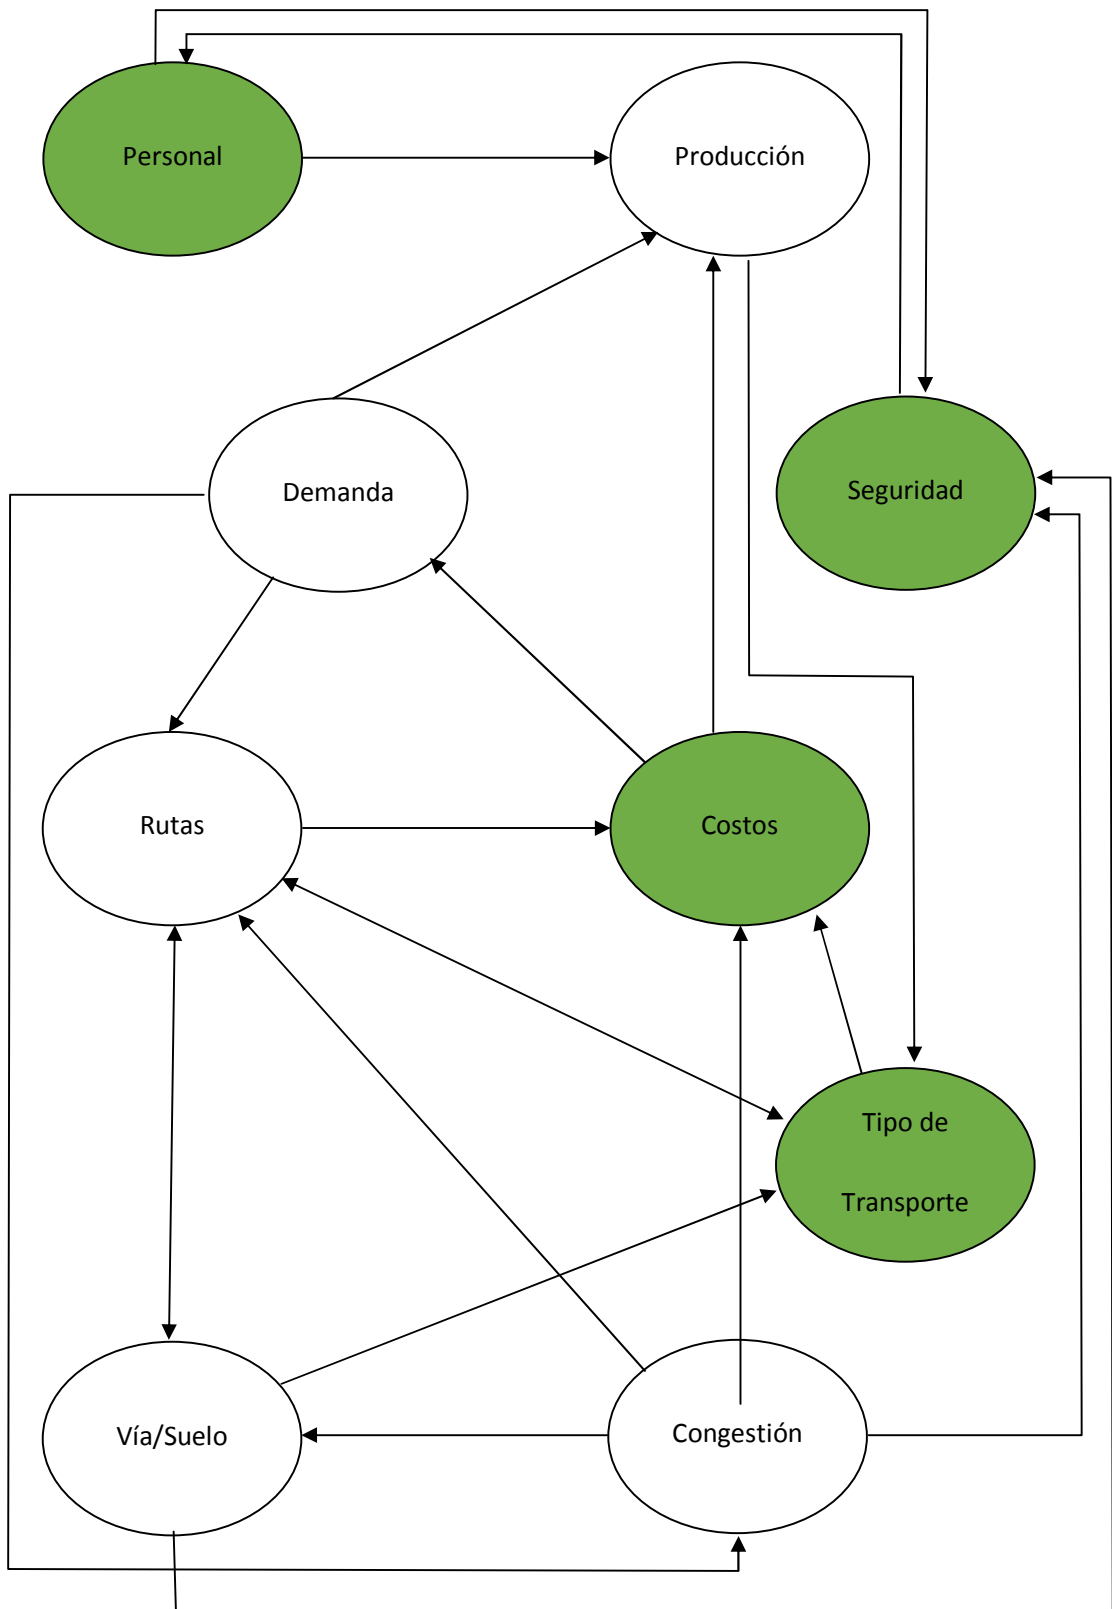 Personal
Producción
Demanda
Seguridad
Rutas
Costos
Tipo de
Transporte
Vía/Suelo
Congestión